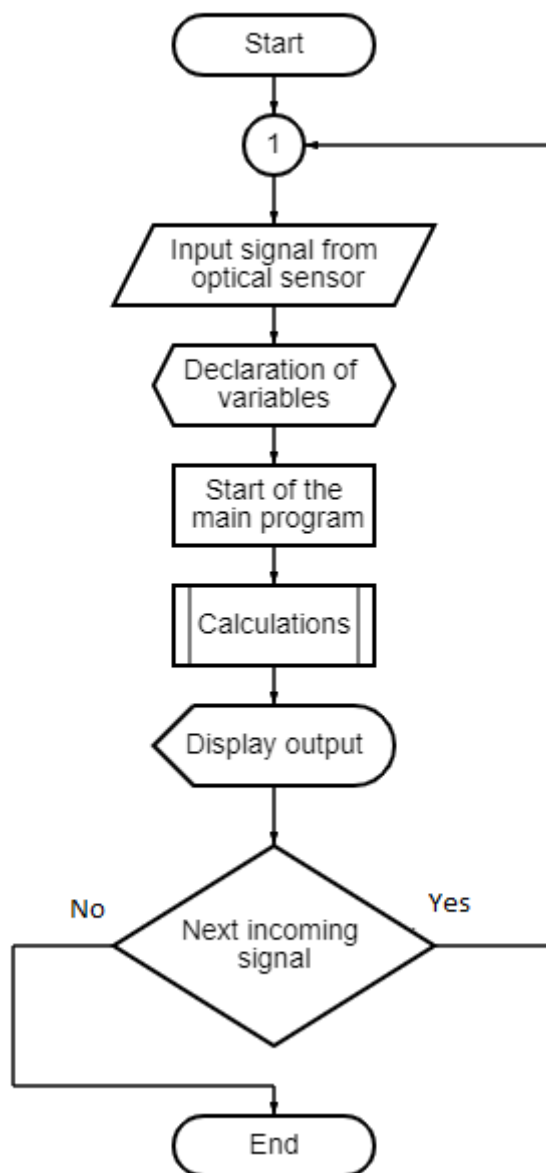 Start
1
Input signal from
optical sensor
Declaration of
variables
Start of the
main program
Calculations
Display output
No
Yes
Next incoming
signal
End